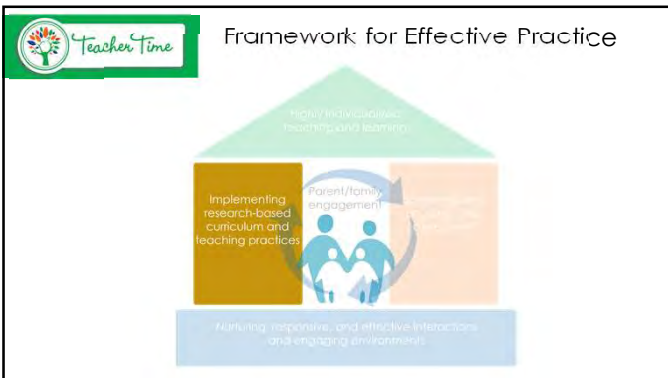 Teacher Time
Framework for Effective Practice
Highly individualized
teaching and learning
Implementing
research-based
curriculum and
teaching practices
Parent/family
engagement
Nurturing, responsive, and effective interactions
and engaging environments